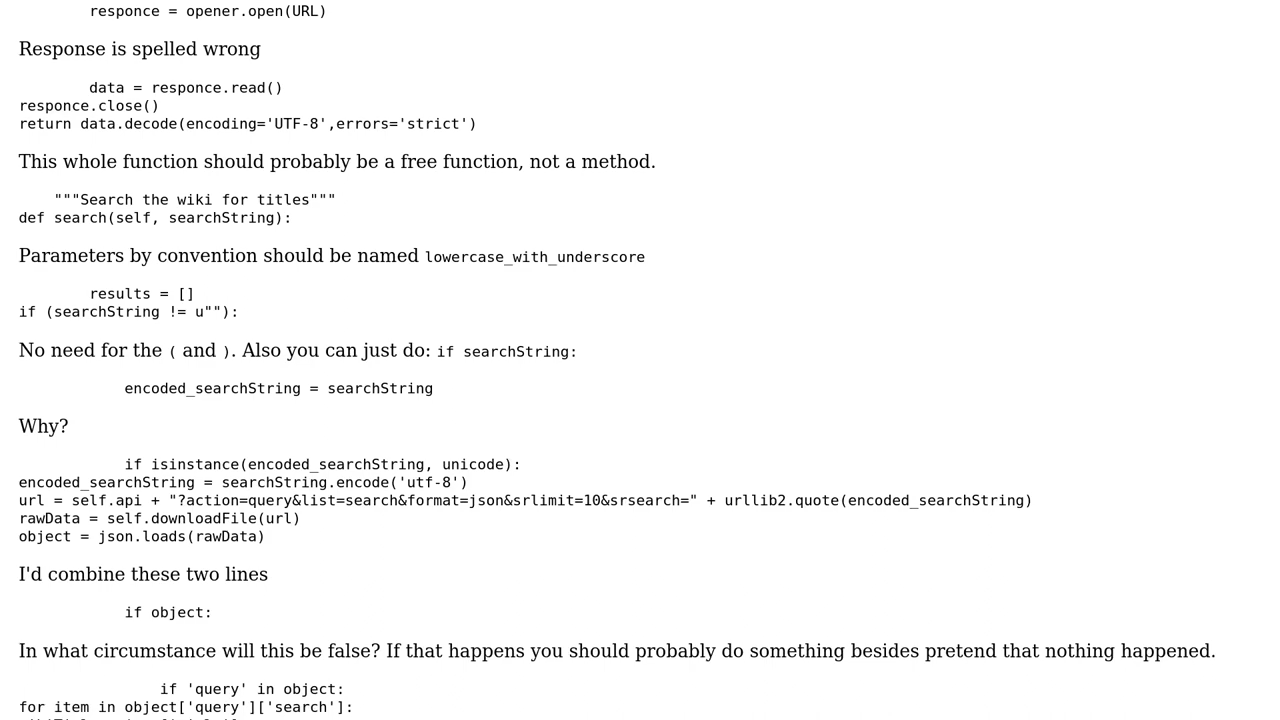 responce = opener.open(URL)
Response is spelled wrong
data = responce.read()
responce.close()
return data.decode(encoding='UTF-8',errors='strict')
This whole function should probably be a free function, not a method.
"""Search the wiki for titles"""
def search(self, searchString):
Parameters by convention should be named lowercase_with_underscore
results = []
if (searchString != u""):
No need for the ( and ). Also you can just do: if searchString:
encoded_searchString = searchString
Why?
if isinstance(encoded_searchString, unicode):
encoded_searchString = searchString.encode('utf-8')
url = self.api + "?action=query&list=search&format=json&srlimit=10&srsearch=" + urllib2.quote(encoded_searchString)
rawData = self.downloadFile(url)
object = json.loads(rawData)
I'd combine these two lines
if object:
In what circumstance will this be false? If that happens you should probably do something besides pretend that nothing happened.
if 'query' in object:
for item in object['query']['search']: